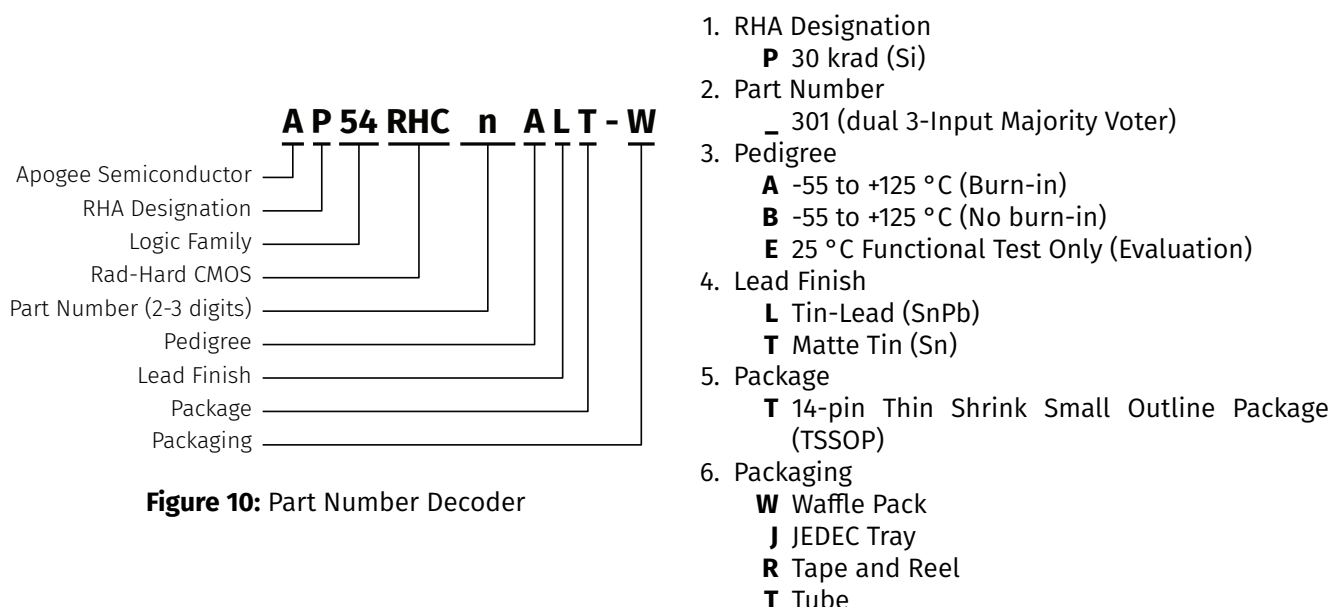 A P 54 RHC n A L T - W
Apogee Semiconductor
RHA Designation
Logic Family
Rad-Hard CMOS
Part Number (2-3 digits)
Pedigree
Lead Finish
Package
Packaging
Figure 10: Part Number Decoder
1. RHA Designation
P 30 krad (Si)
2. Part Number
_ 301 (dual 3-Input Majority Voter)
3. Pedigree
A -55 to +125 °C (Burn-in)
B -55 to +125 °C (No burn-in)
E 25 °C Functional Test Only (Evaluation)
4. Lead Finish
L Tin-Lead (SnPb)
T Matte Tin (Sn)
5. Package
T 14-pin Thin Shrink Small Outline Package
(TSSOP)
6. Packaging
W Waffle Pack
J JEDEC Tray
R Tape and Reel
T Tube